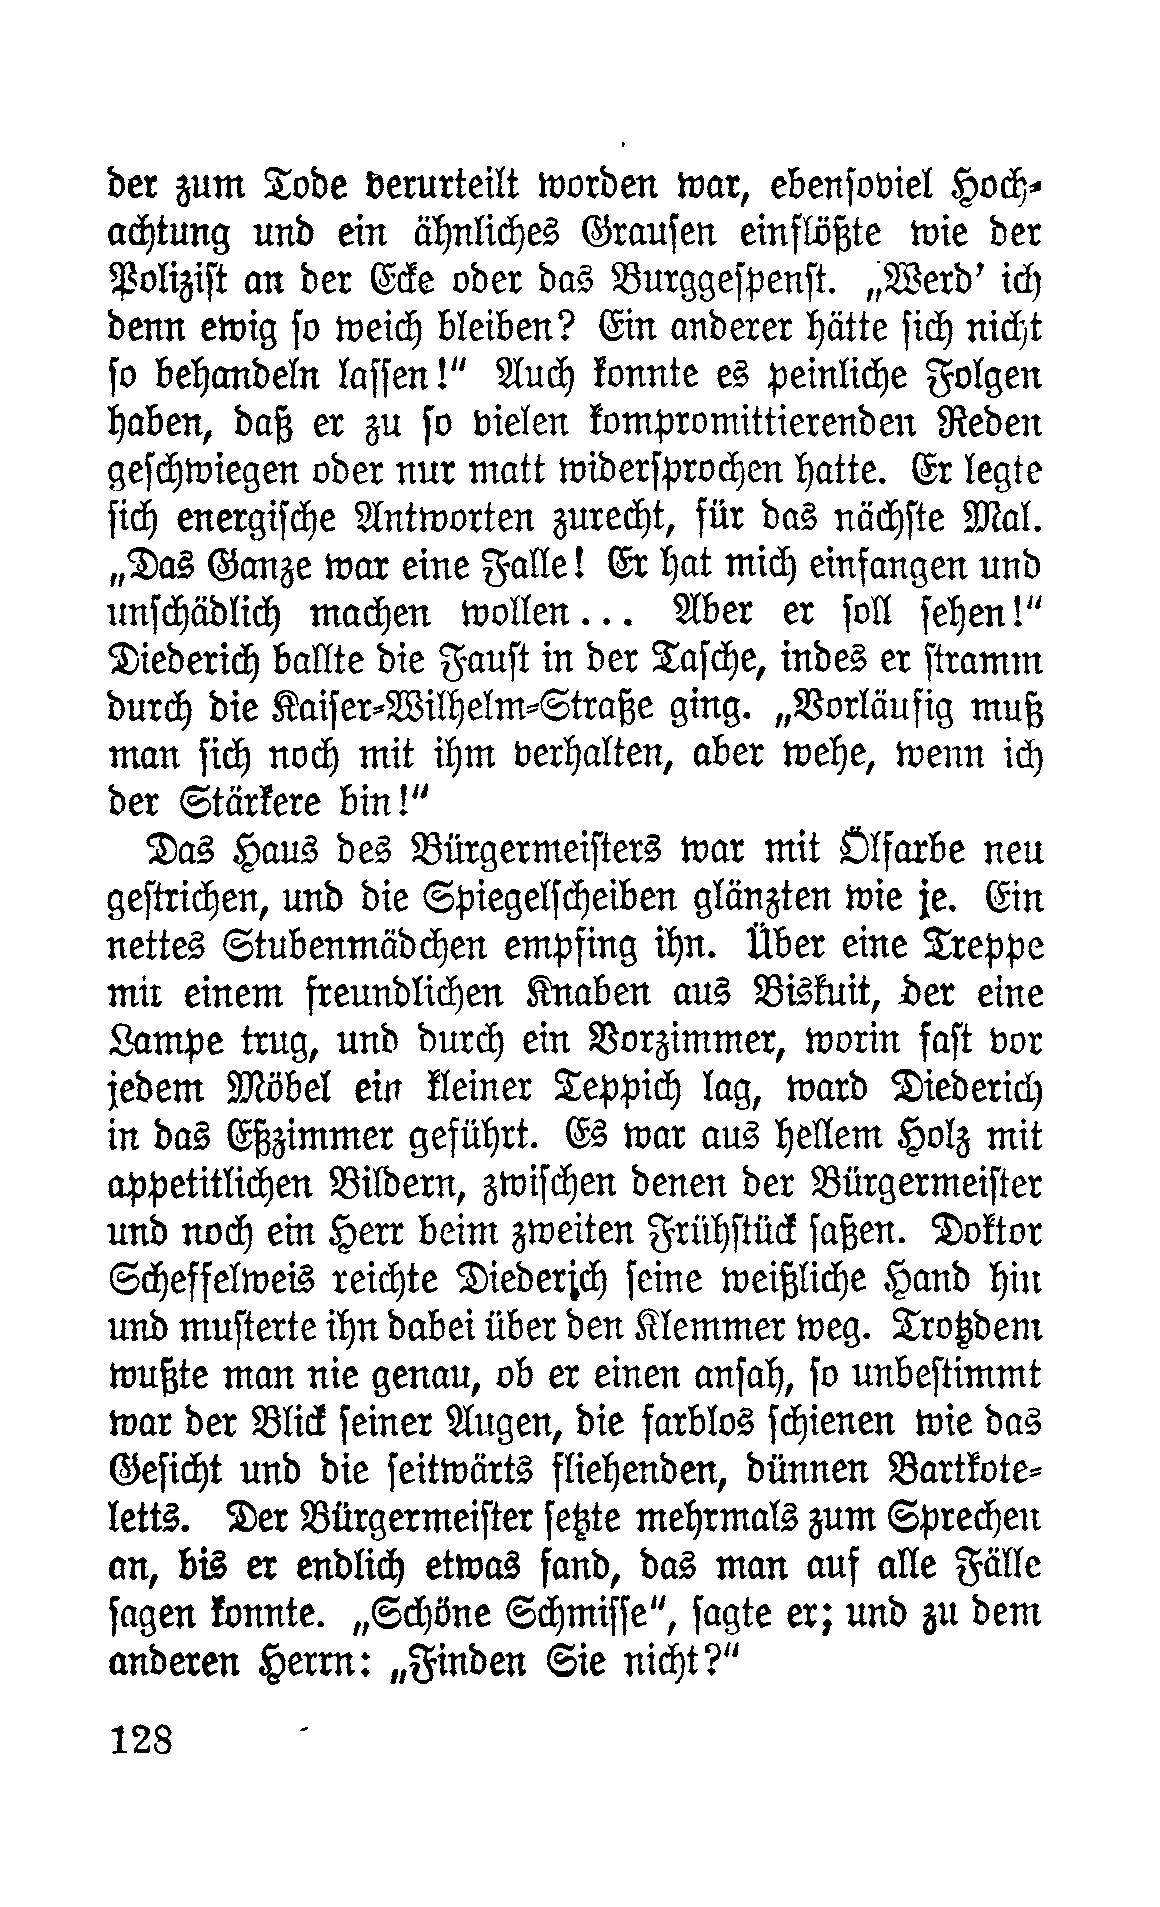 der zum Tode verurteilt worden war, ebensoviel Hoch-
achtung und ein ähnliches Grausen einflößte wie der
Polizist an der Ecke oder das Burggespenst. „Werd' ich
denn ewig so weich bleiben? Ein anderer hätte sich nicht
so behandeln lassen!“ Auch konnte es peinliche Folgen
haben, daß er zu so vielen kompromittierenden Reden
geschwiegen oder nur matt widersprochen hatte. Er legte
sich energische Antworten zurecht, für das nächste Mal.
„Das Ganze war eine Falle! Er hat mich einfangen und
unschädlich machen wollen... Aber er soll sehen!“
Diederich ballte die Faust in der Tasche, indes er stramm
durch die Kaiser-Wilhelm-Straße ging. „Vorläufig muß
man sich noch mit ihm verhalten, aber wehe, wenn ich
der Stärkere bin!“
Das Haus des Bürgermeisters war mit Ölfarbe neu
gestrichen, und die Spiegelscheiben glänzten wie je. Ein
nettes Stubenmädchen empfing ihn. Über eine Treppe
mit einem freundlichen Knaben aus Biskuit, der eine
Lampe trug, und durch ein Vorzimmer, worin fast vor
jedem Möbel ein kleiner Teppich lag, ward Diederich
in das Eßzimmer geführt. Es war aus hellem Holz mit
appetitlichen Bildern, zwischen denen der Bürgermeister
und noch ein Herr beim zweiten Frühstück saßen. Doktor
Scheffelweis reichte Diederich seine weißliche Hand hin
und musterte ihn dabei über den Klemmer weg. Trotzdem
wußte man nie genau, ob er einen ansah, so unbestimmt
war der Blick seiner Augen, die farblos schienen wie das
Gesicht und die seitwärts fliehenden, dünnen Bartkote-
letts. Der Bürgermeister setzte mehrmals zum Sprechen
an, bis er endlich etwas fand, das man auf alle Fälle
sagen konnte. „Schöne Schmisse“, sagte er; und zu dem
anderen Herrn: „Finden Sie nicht?“
128